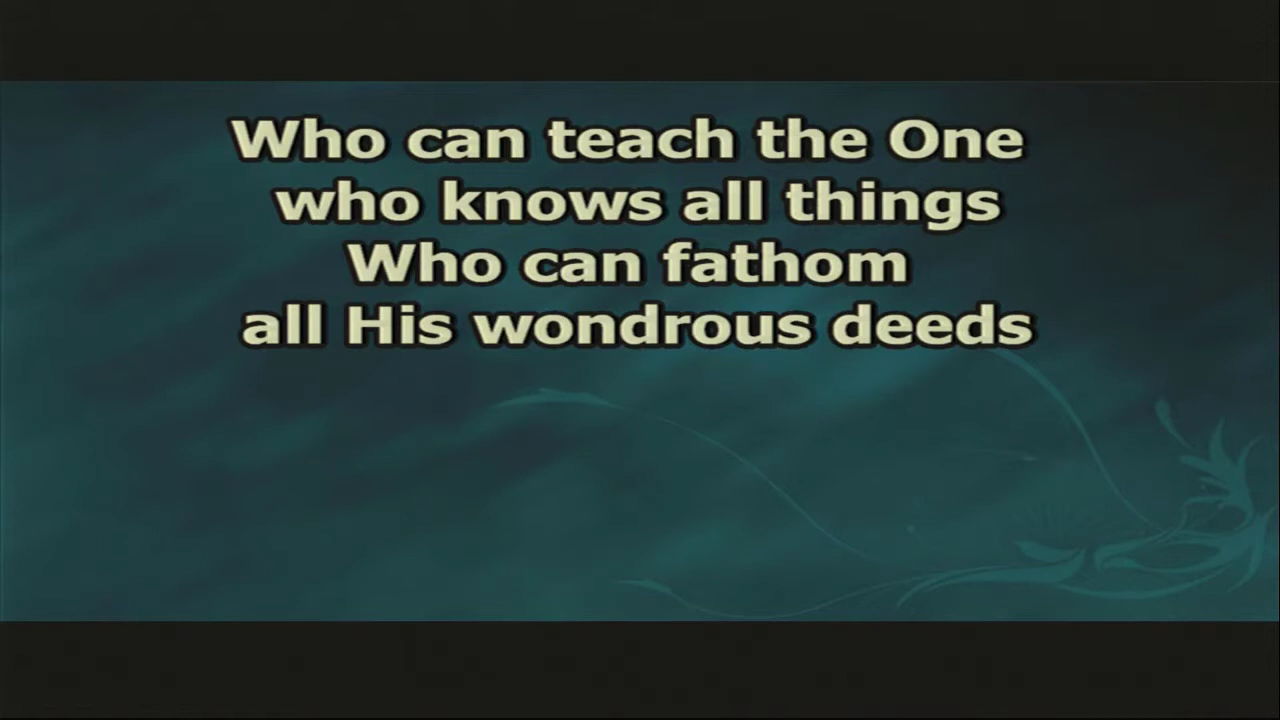 Who can teach the One
who knows all things
Who can fathom
all His wondrous deeds